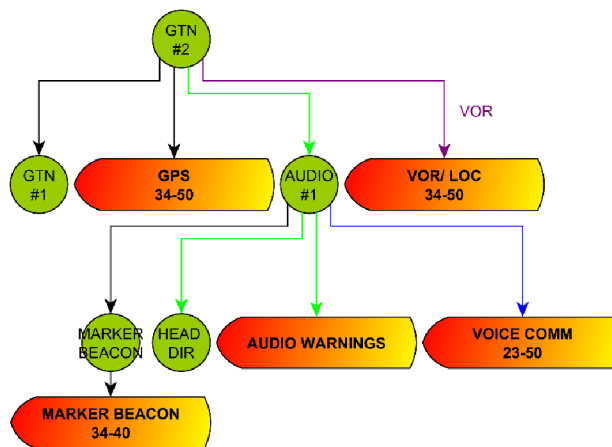 GTN
#2
VOR
GTN
#1
GPS
34-50
AUDIO
#1
VOR/ LOC
34-50
MARKER
BEACON
HEAD
DIR
AUDIO WARNINGS
VOICE COMM
23-50
MARKER BEACON
34-40